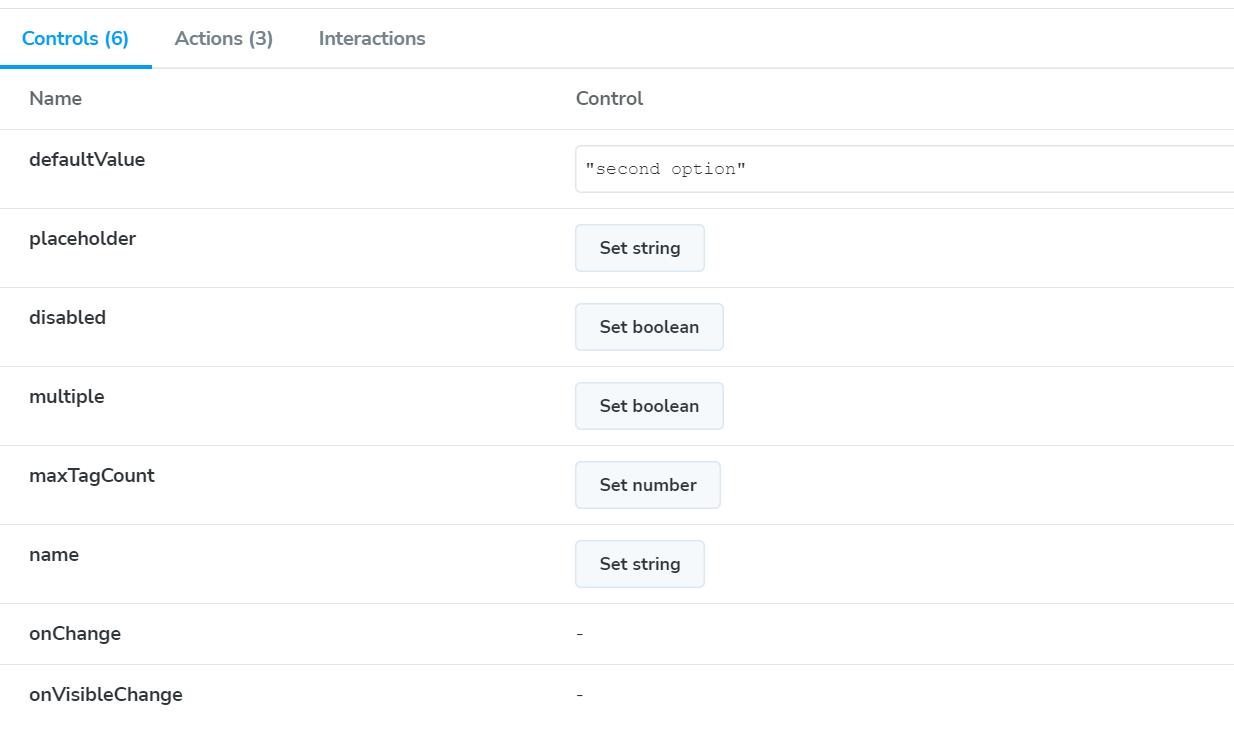 Controls (6) Actions (3) Interactions
Name Control
defaultValue "second option"
placeholder Set string
disabled Set boolean
multiple Set boolean
maxTagCount Set number
name Set string
onChange -
onVisibleChange -